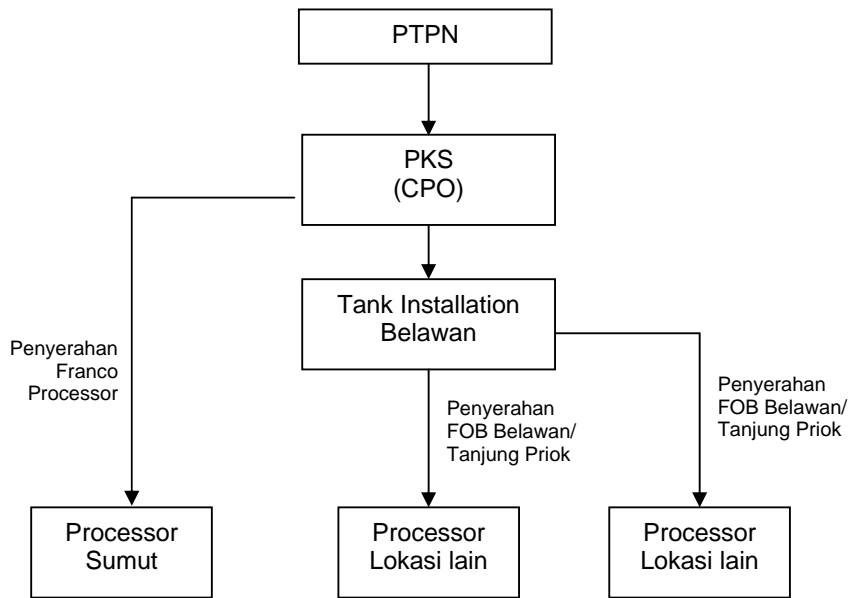 PTPN
PKS
(CPO)
Tank Installation
Belawan
Penyerahan
Franco
Processor
Penyerahan
FOB Belawan/
Tanjung Priok
Penyerahan
FOB Belawan/
Tanjung Priok
Processor
Sumut
Processor
Lokasi lain
Processor
Lokasi lain